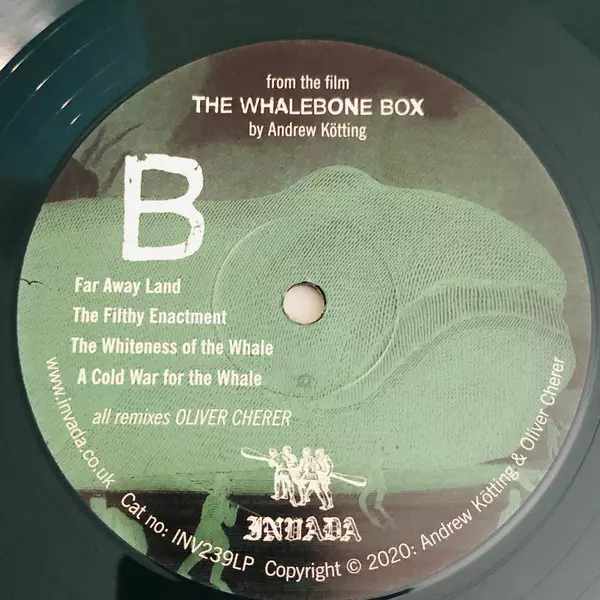 from the film
THE WHALEBONE BOX
by Andrew Kötting
B
Far Away Land
The Filthy Enactment
The Whiteness of the Whale
A Cold War for the Whale
all remixes OLIVER CHERER
INVADA
www.invada.co.uk
Cat no: INV239LP
Copyright © 2020: Andrew Kötting & Oliver Cherer